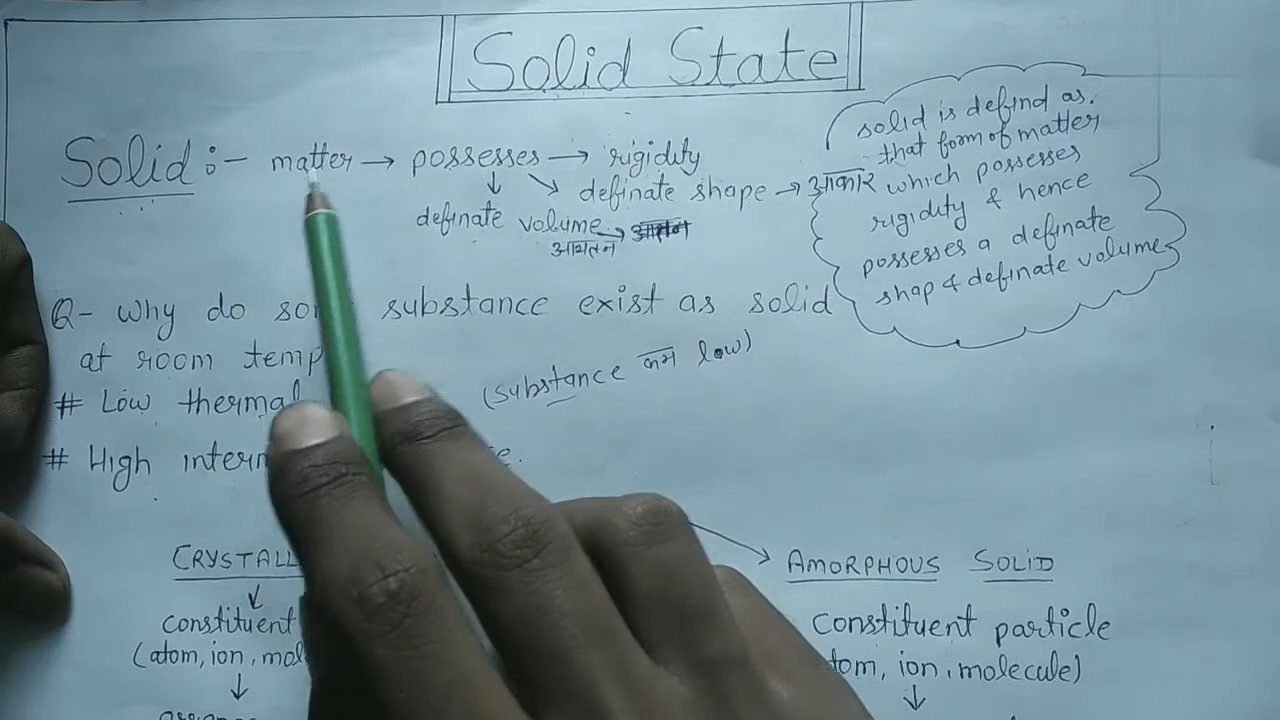 Solid State
Solid :- matter → possesses → rigidity
definate shape → आकार
definate volume →
आयतन
solid is defind as.
that form of matter
which possesses
rigidity & hence
possesses a definate
shap & definate volume
Q- Why do substance exist as solid
at room temp
# Low thermal (substance कम low)
# High intern
CRYSTALL
↓
constituent
(atom, ion, mol
↓
AMORPHOUS SOLID
constituent particle
tom, ion, molecule)
↓